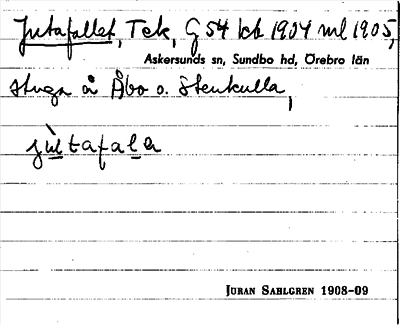 Jutafallet, Tek, G 54 kb 1904 ml 1905,
Askersunds sn, Sundbo hd, Örebro län
stuga å Åbo o. Stenkulla,
jùtafala
JÖRAN SAHLGREN 1908–09